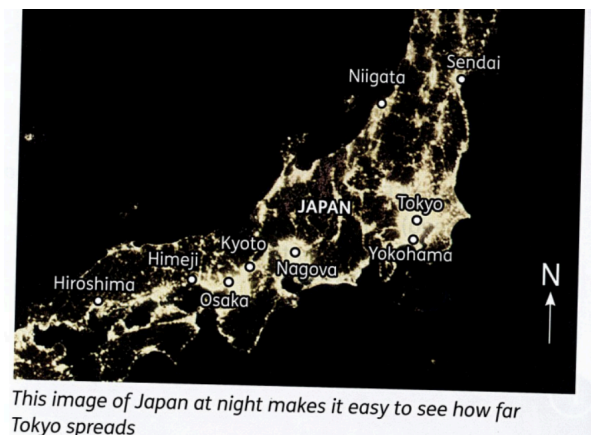 Sendai
Niigata
JAPAN
Tokyo
Kyoto
Yokohama
Himeji
Nagova
Hiroshima
Osaka
N
This image of Japan at night makes it easy to see how far
Tokyo spreads